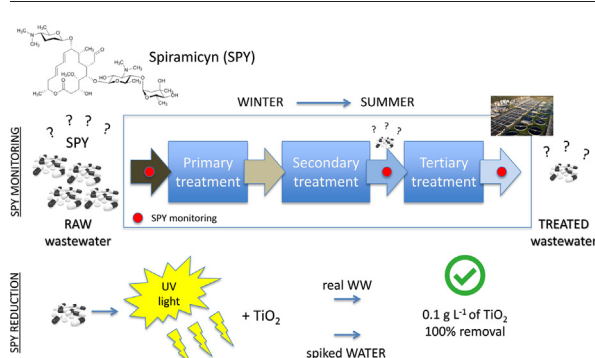 Spiramicyn (SPY)
WINTER SUMMER
SPY MONITORING
? ? ? ?
SPY
RAW
wastewater
Primary
treatment
Secondary
treatment
? ? ? ?
Tertiary
treatment
? ? ?
TREATED
wastewater
SPY monitoring
SPY REDUCTION
UV
light
+ TiO₂
real WW
spiked WATER
0.1 g L⁻¹ of TiO₂
100% removal